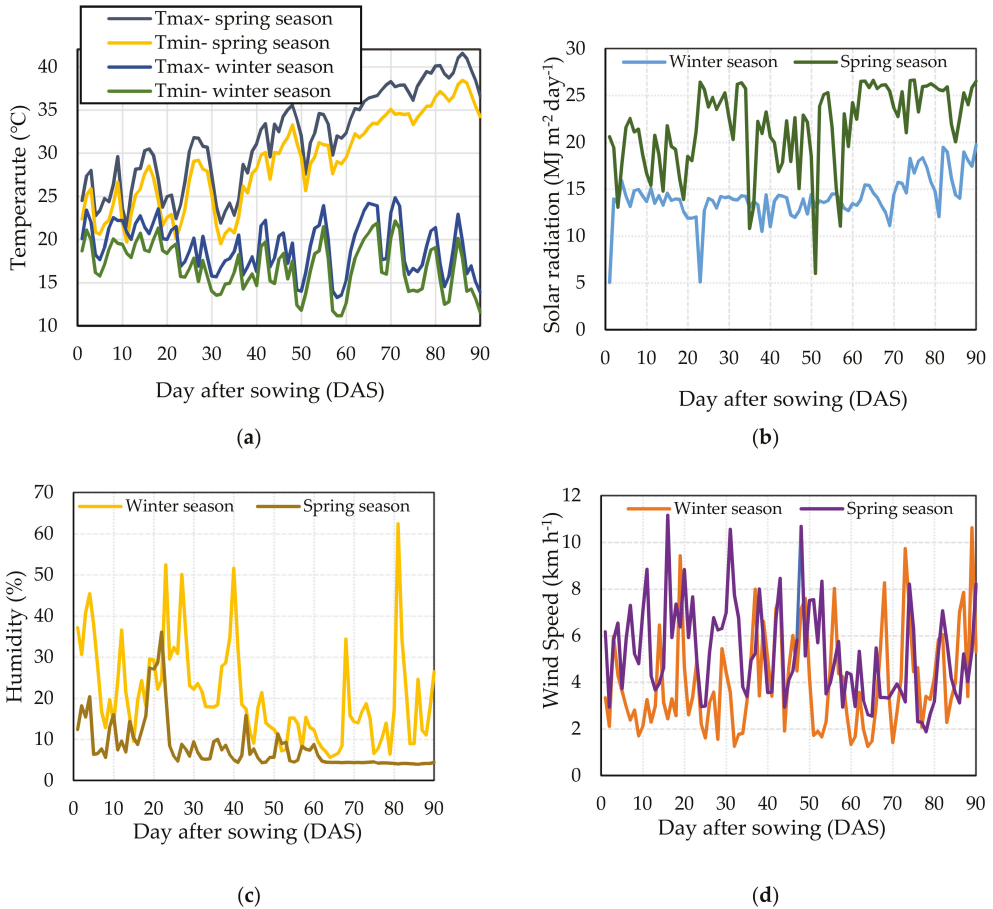 Tmax- spring season
Tmin- spring season
Tmax- winter season
Tmin- winter season
40
35
30
25
20
15
10
Temperarute (°C)
0 10 20 30 40 50 60 70 80 90
Day after sowing (DAS)
(a)
30
25
20
15
10
5
0
Solar radiation (MJ m-2 day-1)
Winter season Spring season
0 10 20 30 40 50 60 70 80 90
Day after sowing (DAS)
(b)
70
60
50
40
30
20
10
0
Humidity (%)
Winter season Spring season
0 10 20 30 40 50 60 70 80 90
Day after sowing (DAS)
(c)
12
10
8
6
4
2
0
Wind Speed (km h-1)
Winter season Spring season
0 10 20 30 40 50 60 70 80 90
Day after sowing (DAS)
(d)